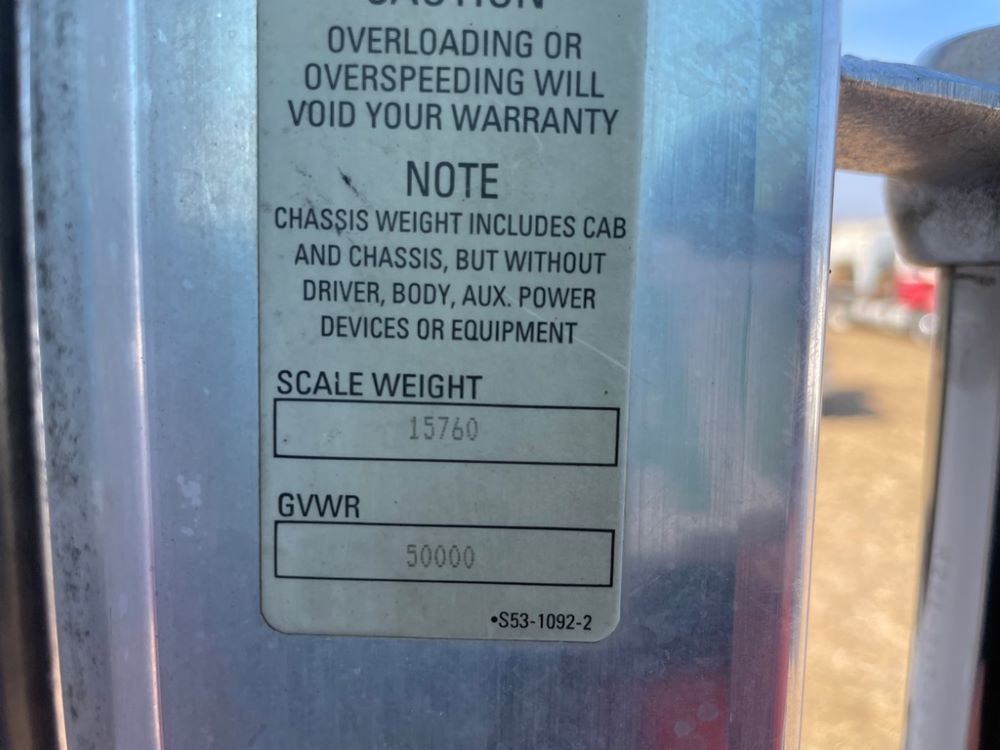 CAUTION
OVERLOADING OR
OVERSPEEDING WILL
VOID YOUR WARRANTY
NOTE
CHASSIS WEIGHT INCLUDES CAB
AND CHASSIS, BUT WITHOUT
DRIVER, BODY, AUX. POWER
DEVICES OR EQUIPMENT
SCALE WEIGHT
15760
GVWR
50000
•S53-1092-2